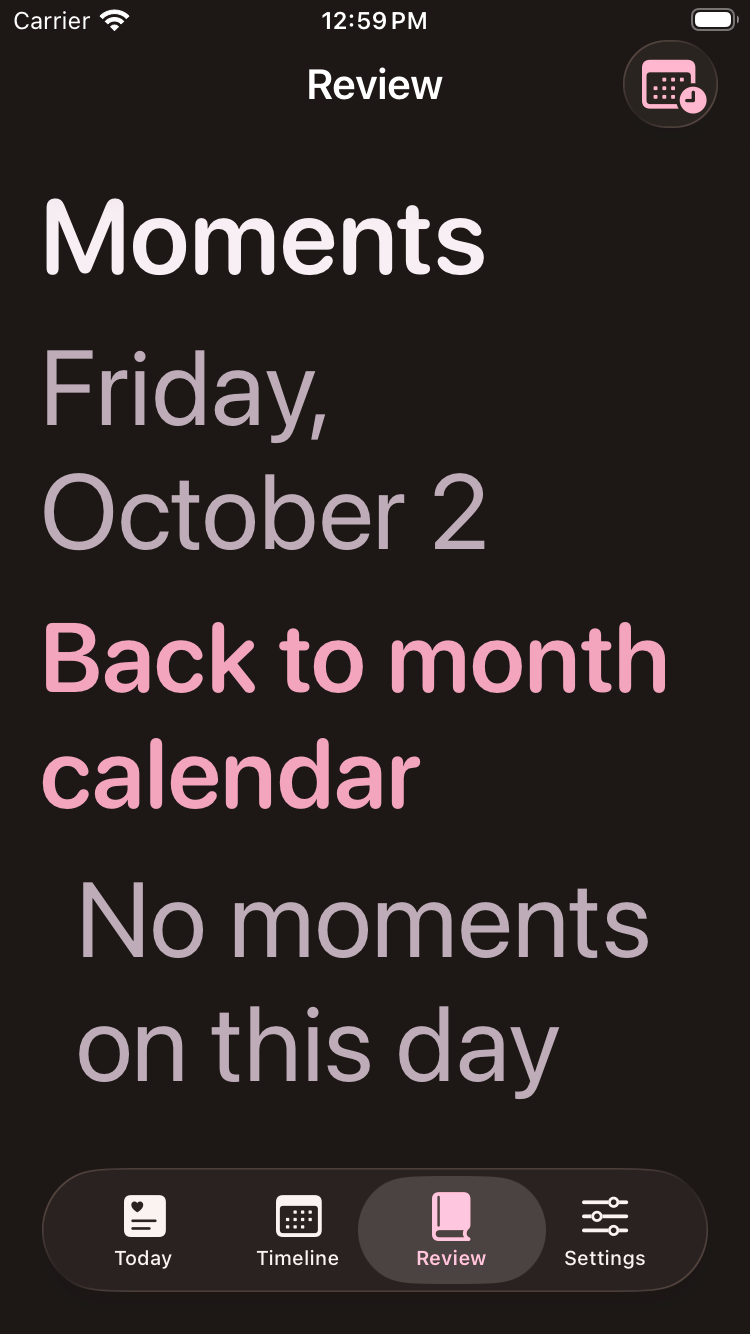 Carrier 12:59 PM
Review
Moments
Friday,
October 2
Back to month
calendar
No moments
on this day
Today Timeline Review Settings